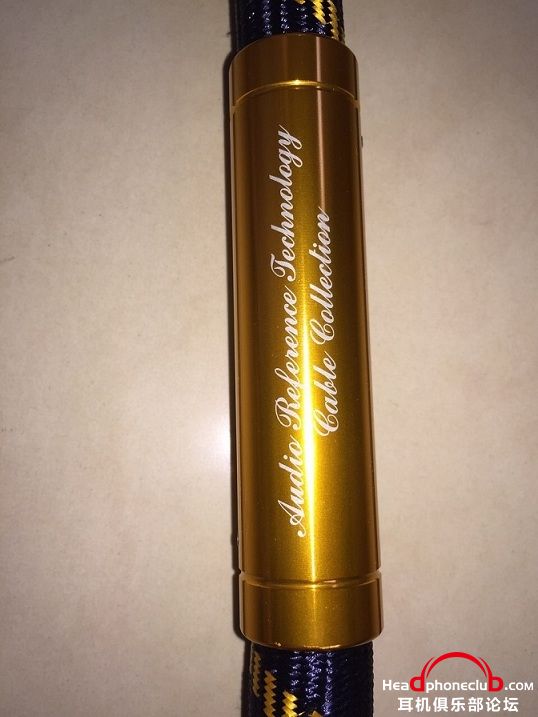 Audio Reference Technology
Cable Collection
Headphoneclub.com
耳机俱乐部论坛